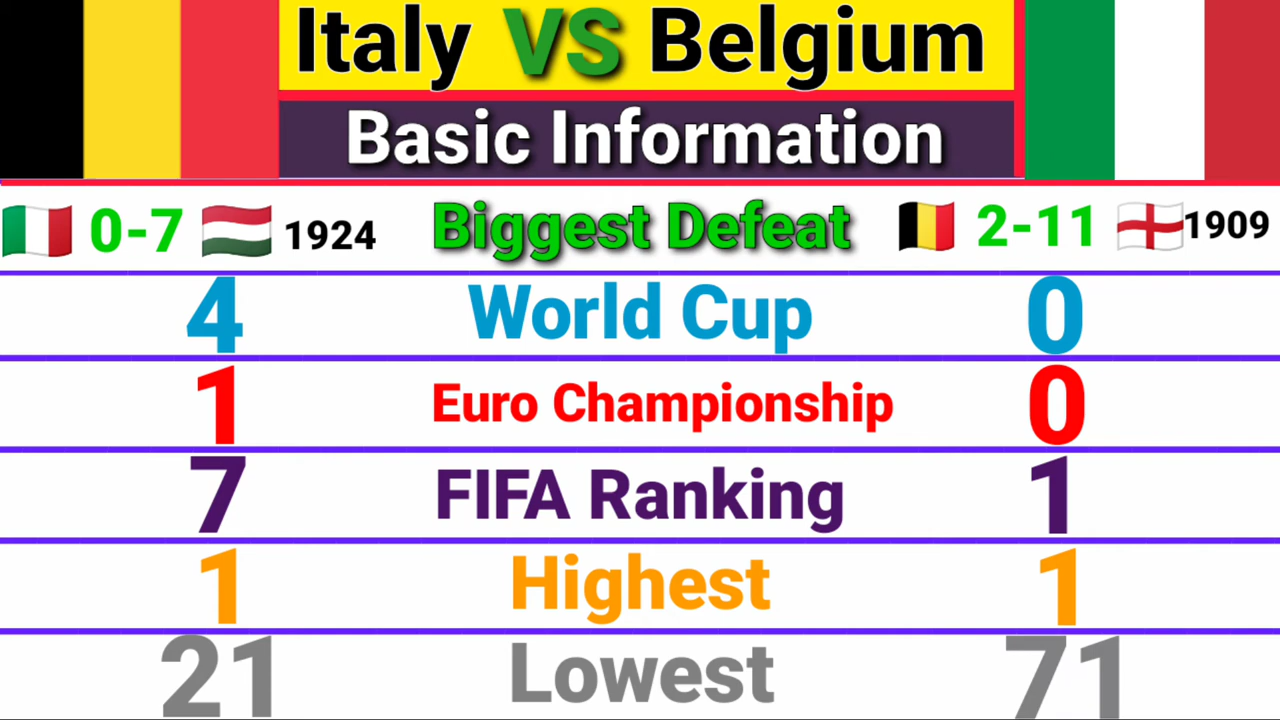 Italy VS Belgium
Basic Information
0-7 1924 Biggest Defeat 2-11 1909
4 World Cup 0
1 Euro Championship 0
7 FIFA Ranking 1
1 Highest 1
21 Lowest 71